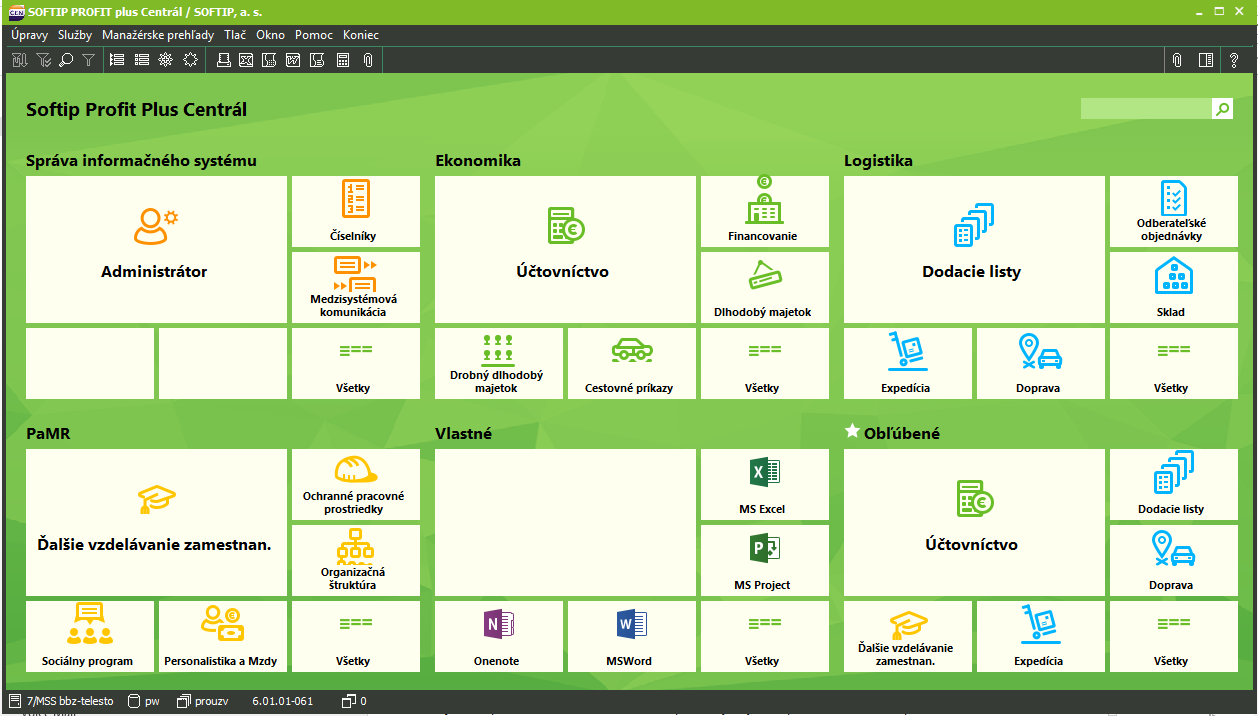 CEN SOFTIP PROFIT plus Centrál / SOFTIP, a. s.
Úpravy Služby Manažérske prehľady Tlač Okno Pomoc Koniec
Softip Profit Plus Centrál
Správa informačného systému
Administrátor
Číselníky
Medzisystémová
komunikácia
Všetky
Ekonomika
Účtovníctvo
Financovanie
Dlhodobý majetok
Drobný dlhodobý
majetok
Cestovné príkazy
Všetky
Logistika
Dodacie listy
Odberateľské
objednávky
Sklad
Expedícia
Doprava
Všetky
PaMR
Ďalšie vzdelávanie zamestnan.
Ochranné pracovné
prostriedky
Organizačná
štruktúra
Sociálny program
Personalistika a Mzdy
Všetky
Vlastné
MS Excel
MS Project
Onenote
MSWord
Všetky
Obľúbené
Účtovníctvo
Dodacie listy
Doprava
Ďalšie vzdelávanie
zamestnan.
Expedícia
Všetky
7/MSS bbz-telesto pw prouzv 6.01.01-061 0